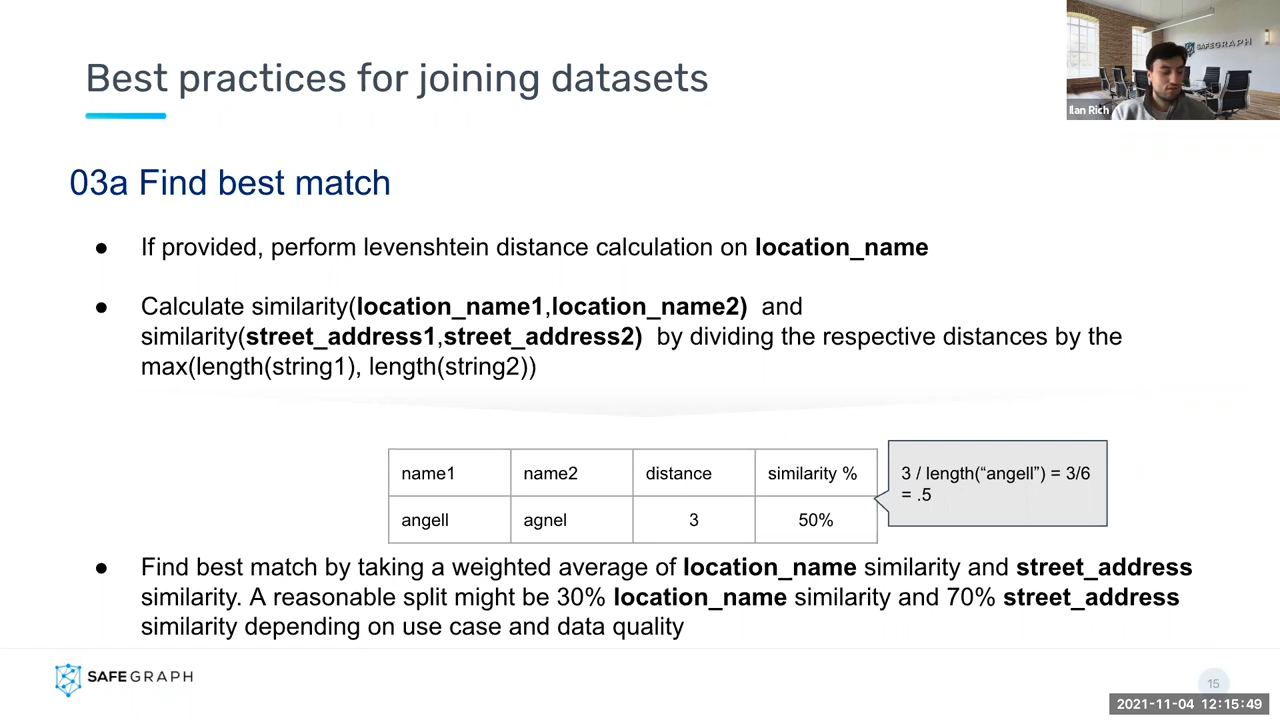 Best practices for joining datasets
SAFEGRAPH
Ilan Rich
03a Find best match
● If provided, perform levenshtein distance calculation on location_name
● Calculate similarity(location_name1,location_name2) and
similarity(street_address1,street_address2) by dividing the respective distances by the
max(length(string1), length(string2))
name1 name2 distance similarity %
angell agnel 3 50%
3 / length(“angell”) = 3/6
= .5
● Find best match by taking a weighted average of location_name similarity and street_address
similarity. A reasonable split might be 30% location_name similarity and 70% street_address
similarity depending on use case and data quality
SAFEGRAPH
15
2021-11-04 12:15:49